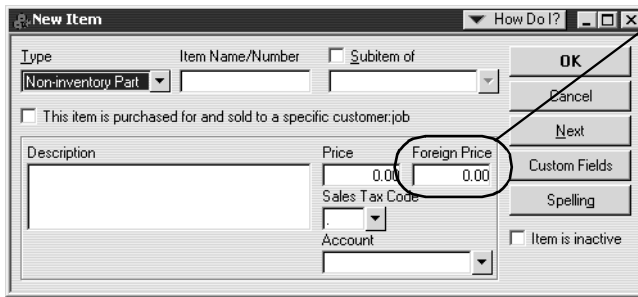 New Item
How Do I?
Type
Item Name/Number
Subitem of
OK
Non-inventory Part
Cancel
This item is purchased for and sold to a specific customer:job
Next
Description
Price
Foreign Price
Custom Fields
0.00
0.00
Sales Tax Code
Spelling
.
Account
Item is inactive